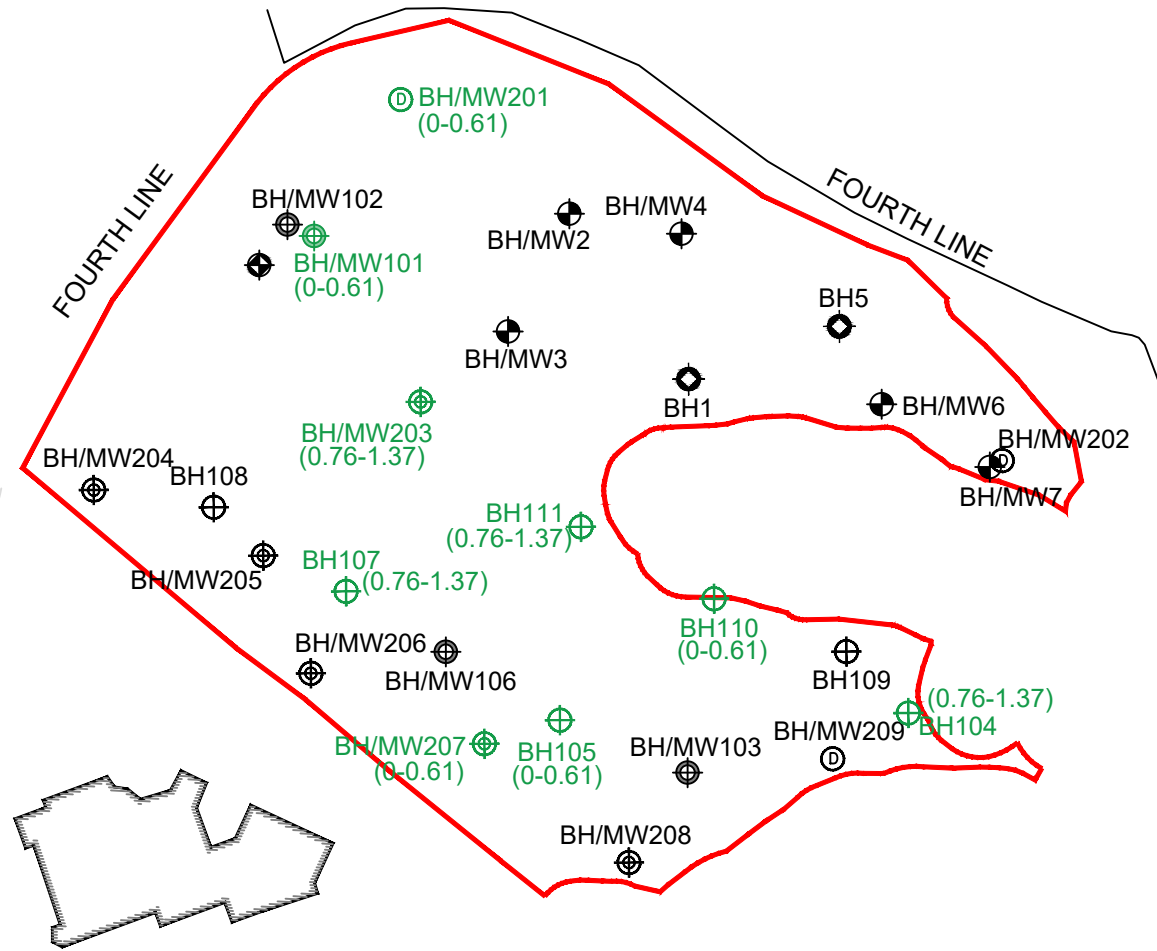 BH/MW201
(0-0.61)
FOURTH LINE
FOURTH LINE
BH/MW102
BH/MW101
(0-0.61)
BH/MW2
BH/MW4
BH/MW3
BH5
BH1
BH/MW6
BH/MW202
BH/MW7
BH/MW203
(0.76-1.37)
BH/MW204
BH108
BH111
(0.76-1.37)
BH/MW205
BH107
(0.76-1.37)
BH110
(0-0.61)
BH/MW206
BH/MW106
BH109
(0.76-1.37)
BH104
BH/MW207
(0-0.61)
BH105
(0-0.61)
BH/MW103
BH/MW209
D
D
D
BH/MW208